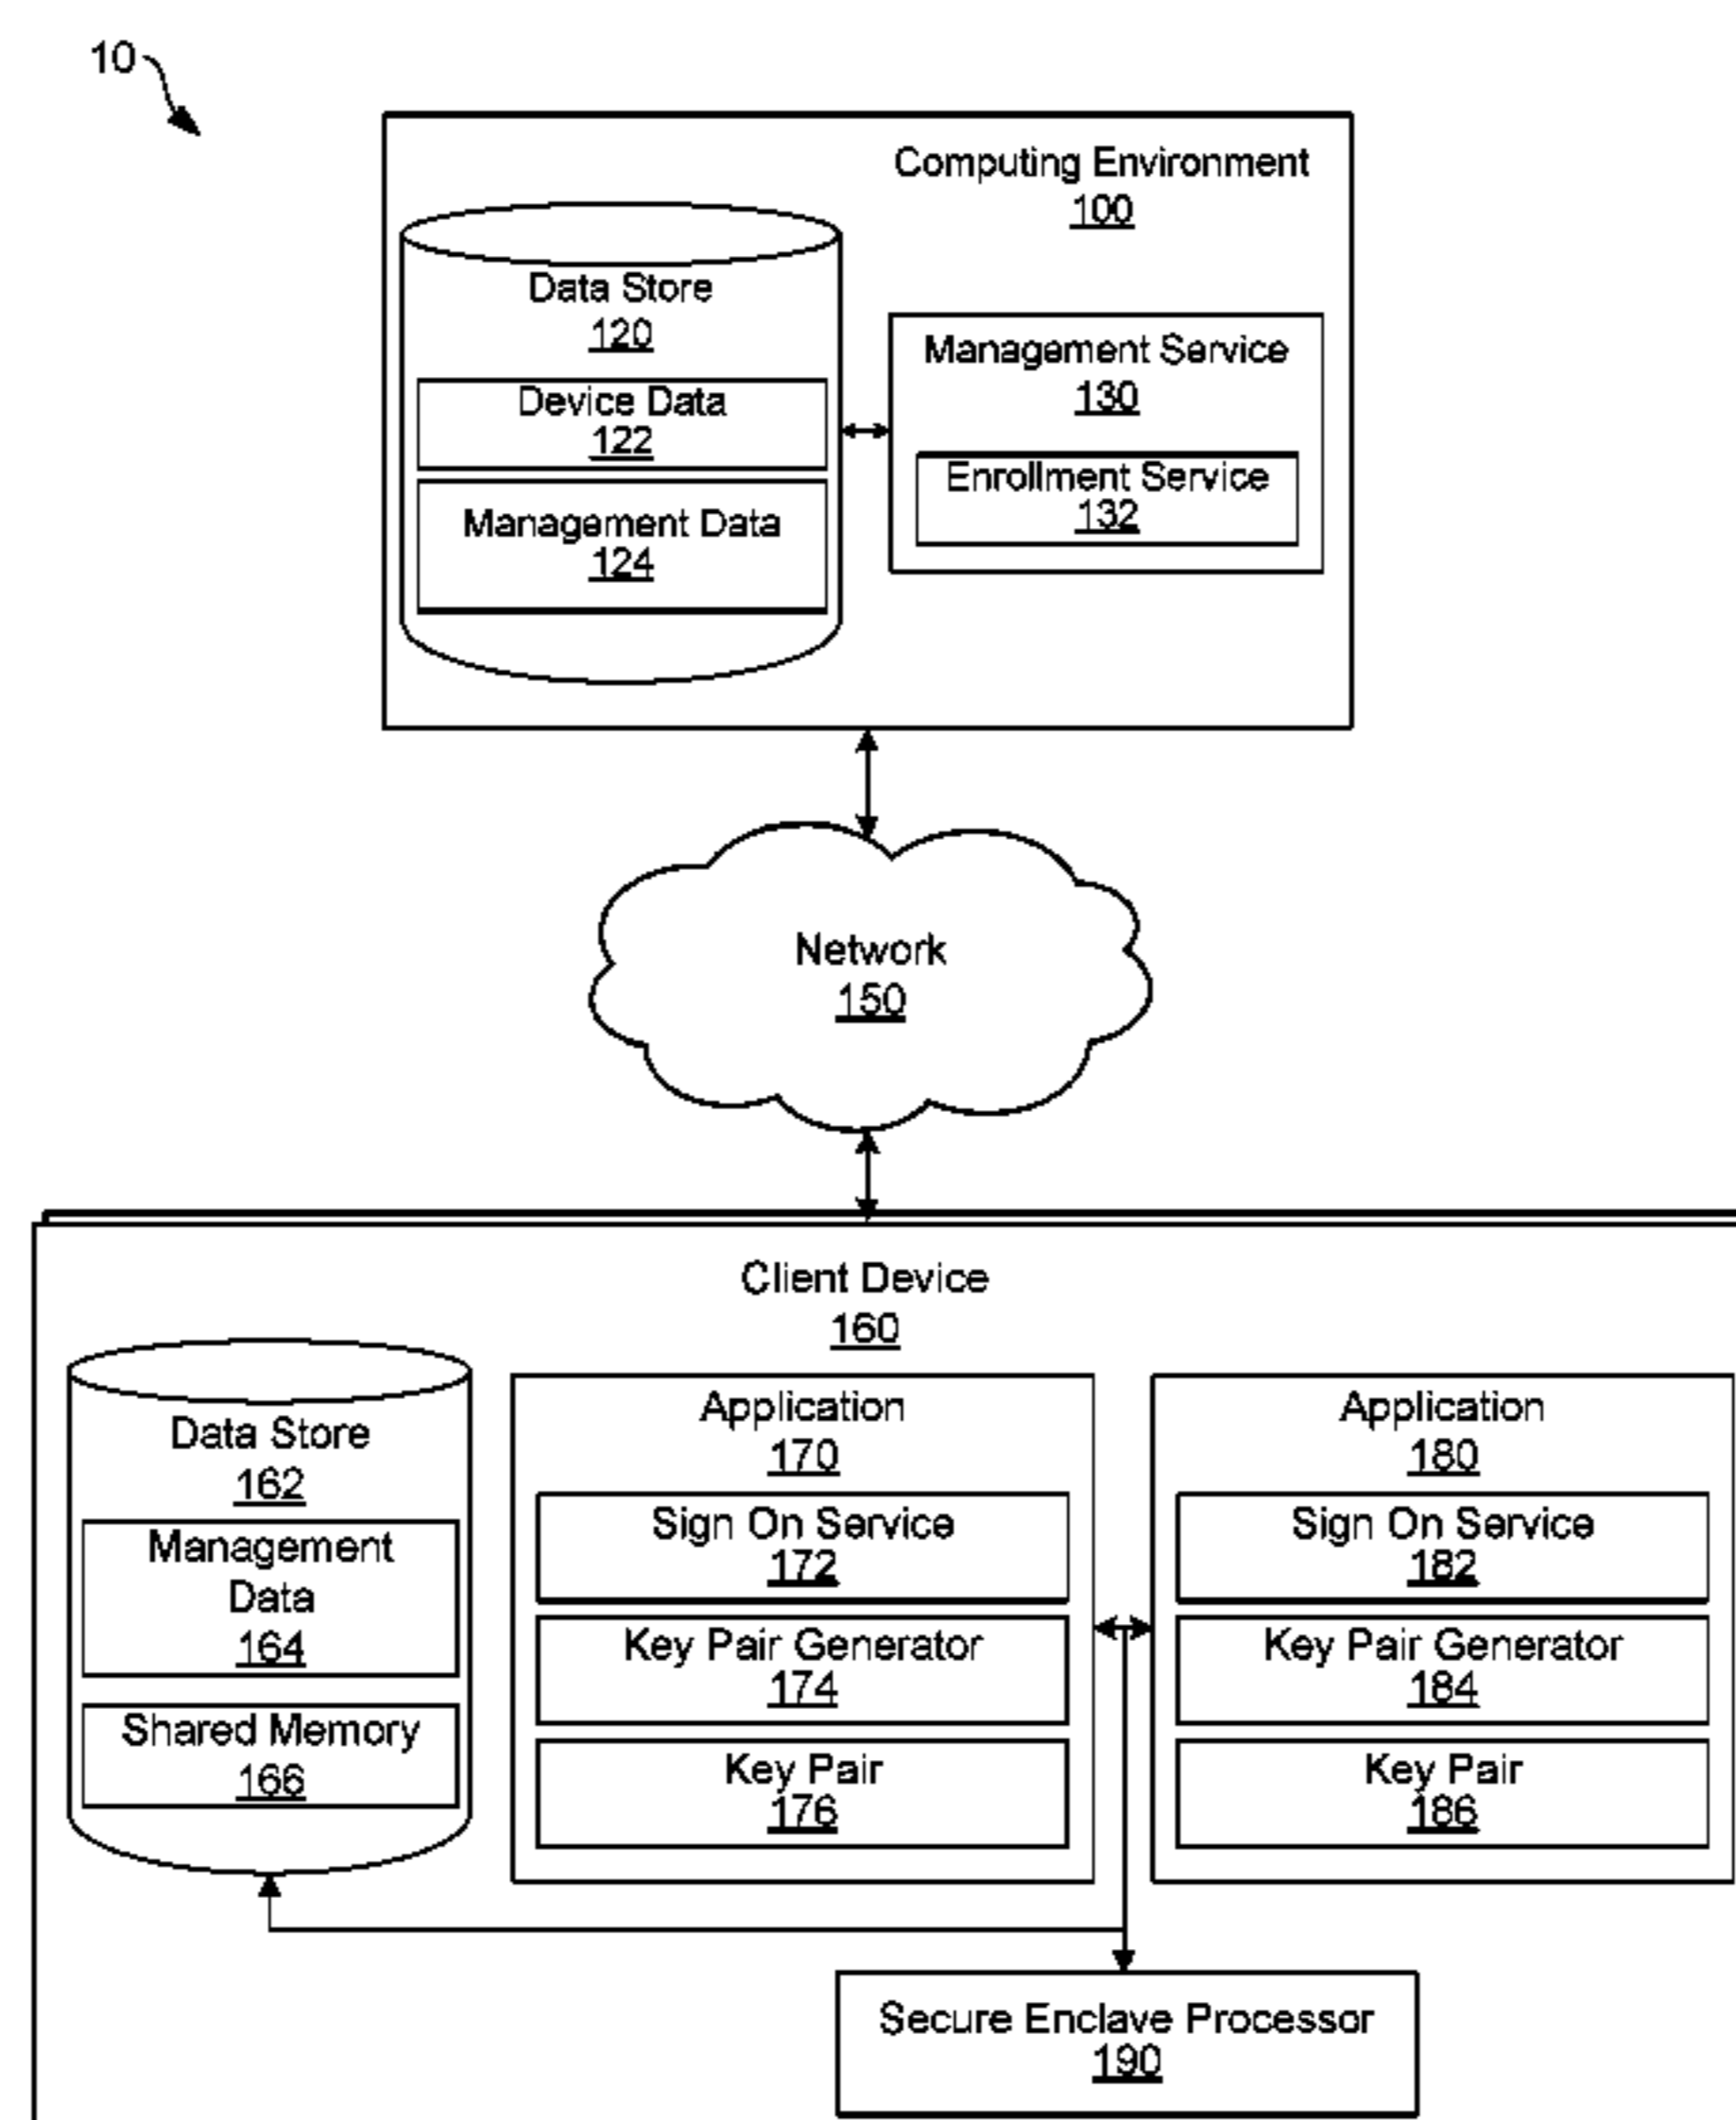 10
Computing Environment
100
Data Store
120
Device Data
122
Management Data
124
Management Service
130
Enrollment Service
132
Network
150
Client Device
160
Data Store
162
Management
Data
164
Shared Memory
166
Application
170
Sign On Service
172
Key Pair Generator
174
Key Pair
176
Application
180
Sign On Service
182
Key Pair Generator
184
Key Pair
186
Secure Enclave Processor
190